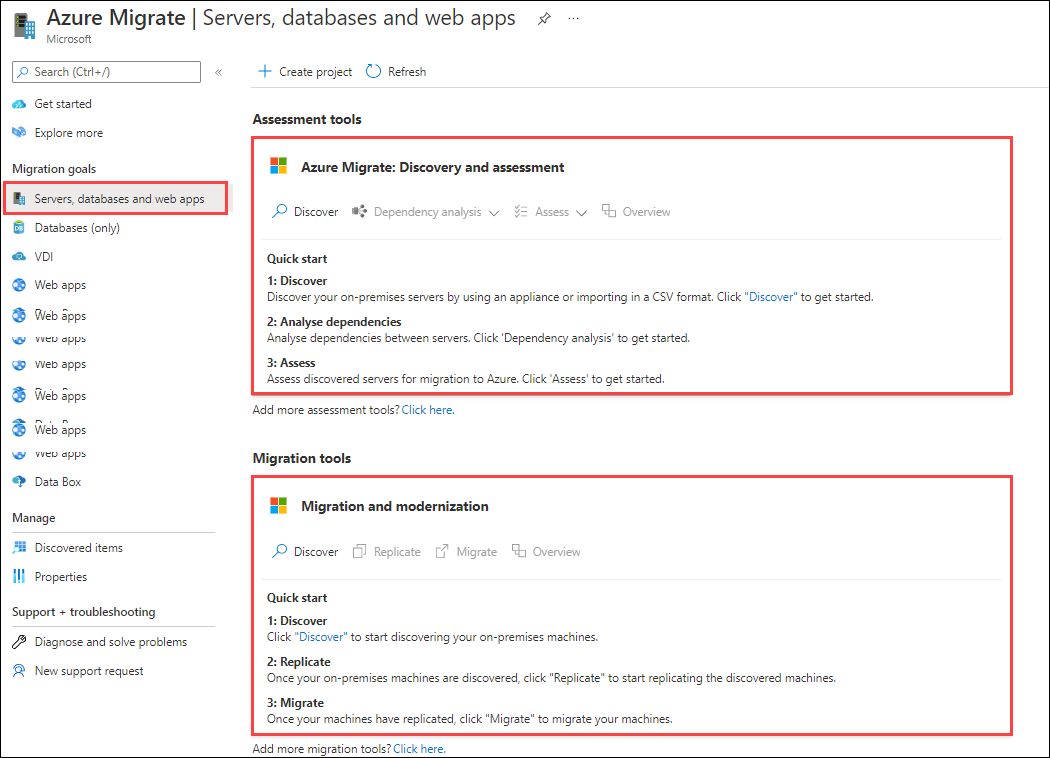 Azure Migrate | Servers, databases and web apps
Microsoft
Search (Ctrl+/)
Get started
Explore more
Migration goals
Servers, databases and web apps
Databases (only)
VDI
Web apps
Web apps
Web apps
Web apps
Web apps
Web apps
Web apps
Data Box
Manage
Discovered items
Properties
Support + troubleshooting
Diagnose and solve problems
New support request
Create project Refresh
Assessment tools
Azure Migrate: Discovery and assessment
Discover Dependency analysis Assess Overview
Quick start
1: Discover
Discover your on-premises servers by using an appliance or importing in a CSV format. Click "Discover" to get started.
2: Analyse dependencies
Analyse dependencies between servers. Click 'Dependency analysis' to get started.
3: Assess
Assess discovered servers for migration to Azure. Click 'Assess' to get started.
Add more assessment tools? Click here.
Migration tools
Migration and modernization
Discover Replicate Migrate Overview
Quick start
1: Discover
Click "Discover" to start discovering your on-premises machines.
2: Replicate
Once your on-premises machines are discovered, click "Replicate" to start replicating the discovered machines.
3: Migrate
Once your machines have replicated, click "Migrate" to migrate your machines.
Add more migration tools? Click here.